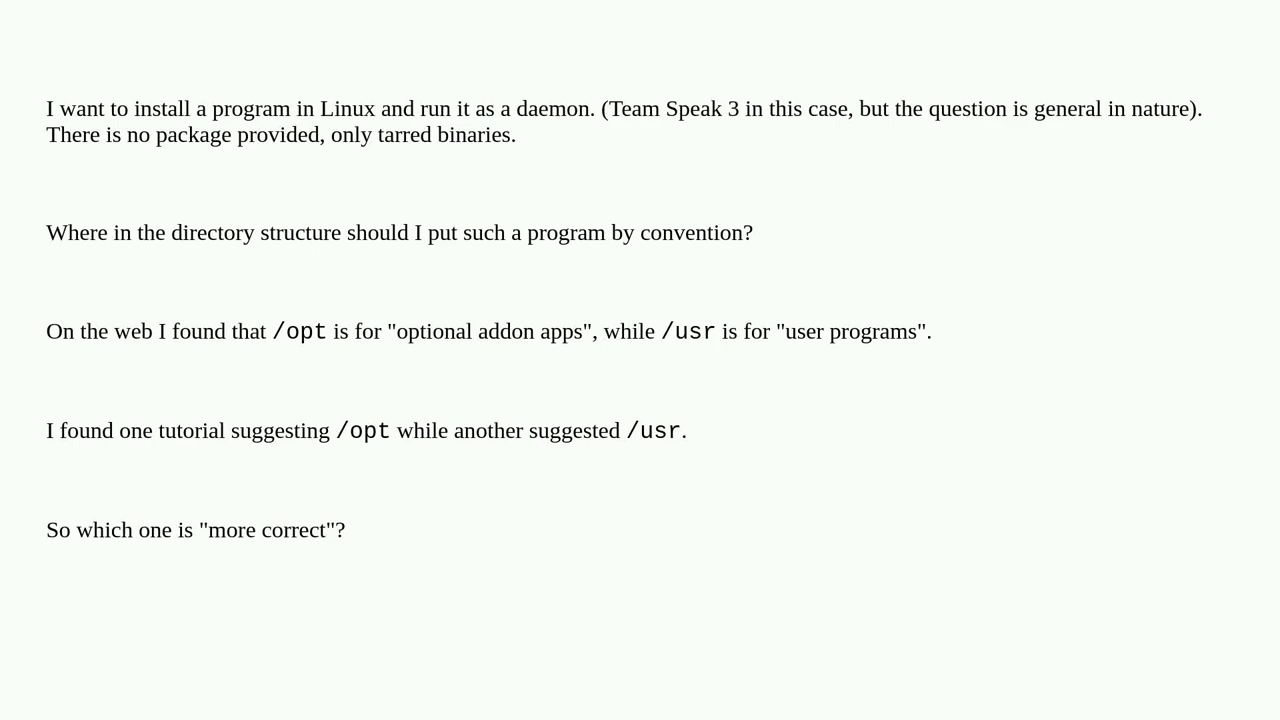 I want to install a program in Linux and run it as a daemon. (Team Speak 3 in this case, but the question is general in nature).
There is no package provided, only tarred binaries.
Where in the directory structure should I put such a program by convention?
On the web I found that /opt is for "optional addon apps", while /usr is for "user programs".
I found one tutorial suggesting /opt while another suggested /usr.
So which one is "more correct"?